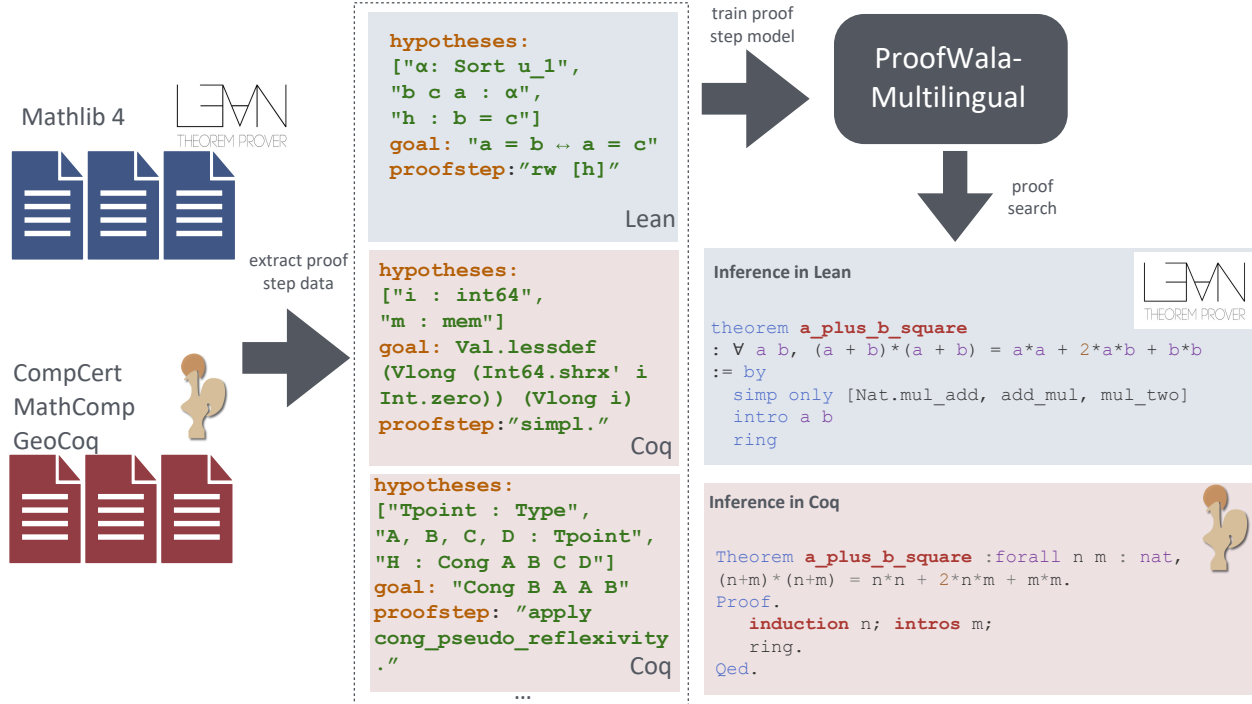 Mathlib 4
LEAN
THEOREM PROVER
CompCert
MathComp
GeoCoq
extract proof
step data
hypotheses:
["α: Sort u_1",
"b c a : α",
"h : b = c"]
goal: "a = b ↔ a = c"
proofstep:”rw [h]”
Lean
hypotheses:
["i : int64",
"m : mem"]
goal: Val.lessdef
(Vlong (Int64.shrx' i
Int.zero)) (Vlong i)
proofstep:”simpl.”
Coq
hypotheses:
["Tpoint : Type",
"A, B, C, D : Tpoint",
"H : Cong A B C D"]
goal: "Cong B A A B"
proofstep: ”apply
cong_pseudo_reflexivity
.”
Coq
...
train proof
step model
ProofWala-
Multilingual
proof
search
Inference in Lean
LEAN
THEOREM PROVER
theorem a_plus_b_square
: ∀ a b, (a + b)*(a + b) = a*a + 2*a*b + b*b
:= by
simp only [Nat.mul_add, add_mul, mul_two]
intro a b
ring
Inference in Coq
Theorem a_plus_b_square :forall n m : nat,
(n+m)*(n+m) = n*n + 2*n*m + m*m.
Proof.
induction n; intros m;
ring.
Qed.